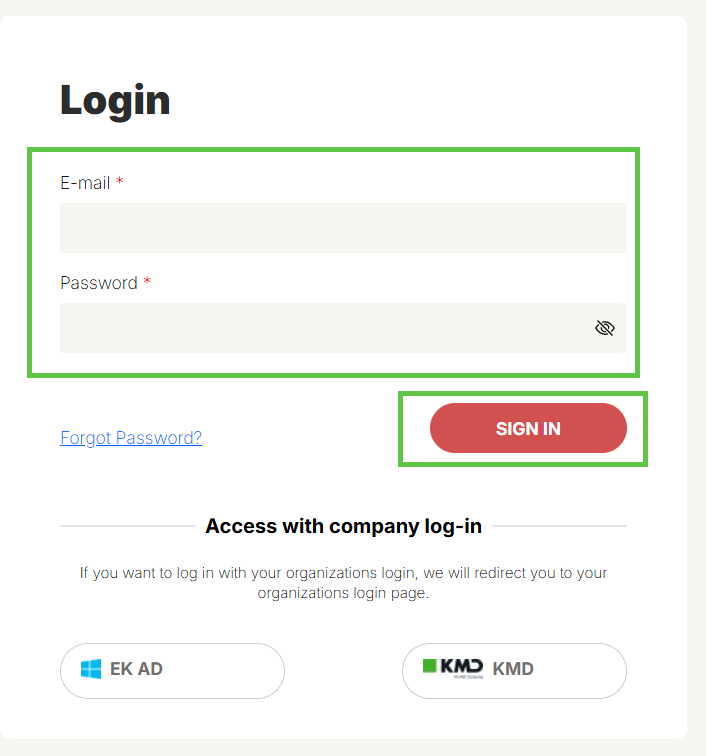 Login
E-mail *
Password *
Forgot Password?
SIGN IN
Access with company log-in
If you want to log in with your organizations login, we will redirect you to your
organizations login page.
EK AD
KMD KMD